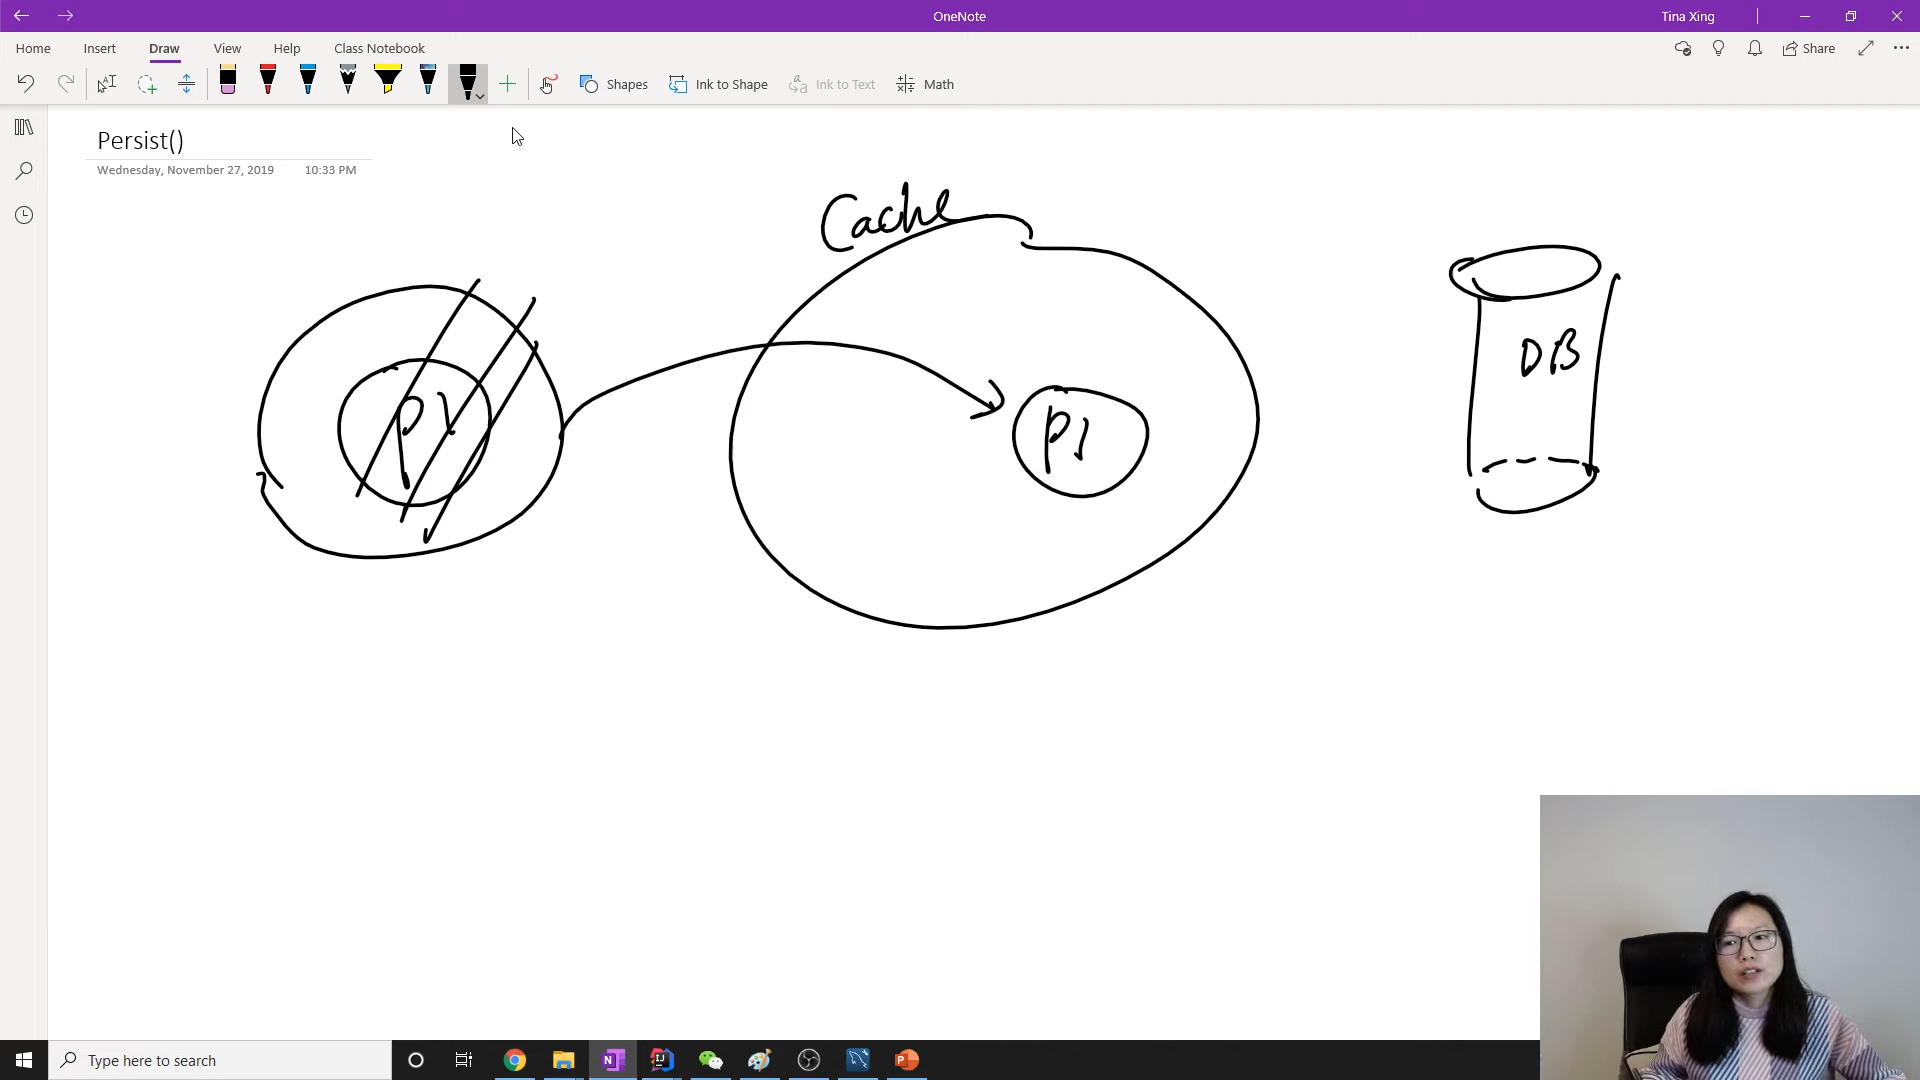 OneNote
Tina Xing
Home Insert Draw View Help Class Notebook
Share
Shapes Ink to Shape Ink to Text Math
Persist()
Wednesday, November 27, 2019 10:33 PM
Cache
DB
P1
P1
Type here to search